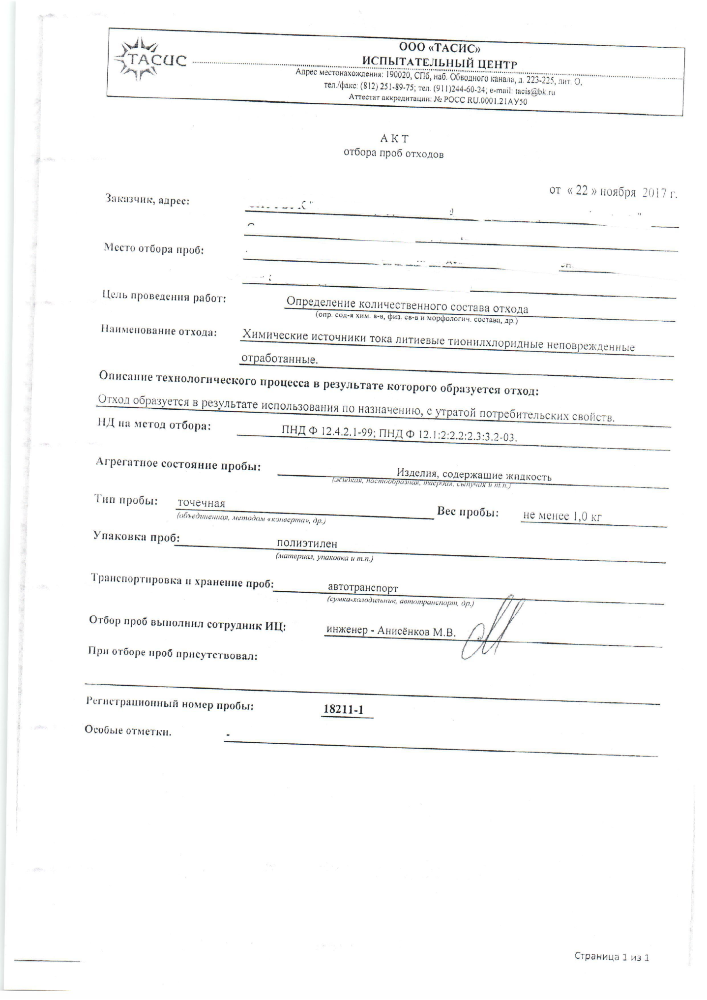 ООО «ТАСИС»
ТАСИС
ИСПЫТАТЕЛЬНЫЙ ЦЕНТР
Адрес местонахождения: 190020, СПб, наб. Обводного канала, д. 223-225, лит. О,
тел./факс: (812) 251-89-75; тел. (911)244-60-24; e-mail: tacis@bk.ru
Аттестат аккредитации: № РОСС RU.0001.21АУ50
А К Т
отбора проб отходов
от « 22 » ноября 2017 г.
Заказчик, адрес:
Место отбора проб:
Цель проведения работ: Определение количественного состава отхода
(опр. сод-я хим. в-в, физ. св-в и морфологич. состава, др.)
Наименование отхода: Химические источники тока литиевые тионилхлоридные неповрежденные
отработанные.
Описание технологического процесса в результате которого образуется отход:
Отход образуется в результате использования по назначению, с утратой потребительских свойств.
НД на метод отбора: ПНД Ф 12.4.2.1-99; ПНД Ф 12.1:2:2.2:2.3:3.2-03.
Агрегатное состояние пробы: Изделия, содержащие жидкость
(жидкая, пастообразная, твердая, сыпучая и т.п.)
Тип пробы: точечная Вес пробы: не менее 1,0 кг
(объединенная, методом «конверта», др.)
Упаковка проб: полиэтилен
(материал, упаковка и т.п.)
Транспортировка и хранение проб: автотранспорт
(сумка-холодильник, автотранспорт, др.)
Отбор проб выполнил сотрудник ИЦ: инженер - Анисёнков М.В.
При отборе проб присутствовал:
Регистрационный номер пробы: 18211-1
Особые отметки. -
Страница 1 из 1